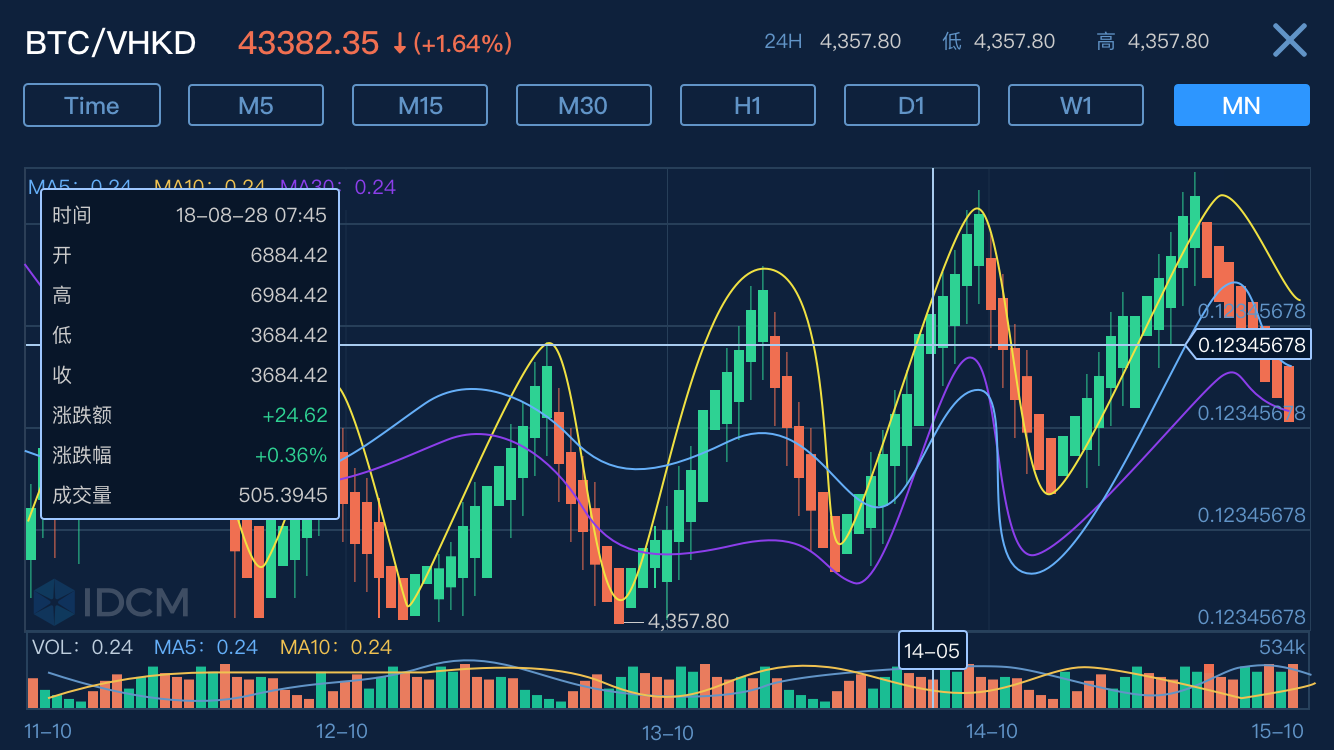 BTC/VHKD 43382.35 ↓(+1.64%) 24H 4,357.80 低 4,357.80 高 4,357.80
Time M5 M15 M30 H1 D1 W1 MN
MA5: 0.24 MA10: 0.24 MA30: 0.24
时间 18-08-28 07:45
开 6884.42
高 6984.42
低 3684.42
收 3684.42
涨跌额 +24.62
涨跌幅 +0.36%
成交量 505.3945
0.12345678
0.12345678
0.12345678
0.12345678
0.12345678
IDCM
4,357.80
VOL: 0.24 MA5: 0.24 MA10: 0.24
14-05
534k
11-10 12-10 13-10 14-10 15-10